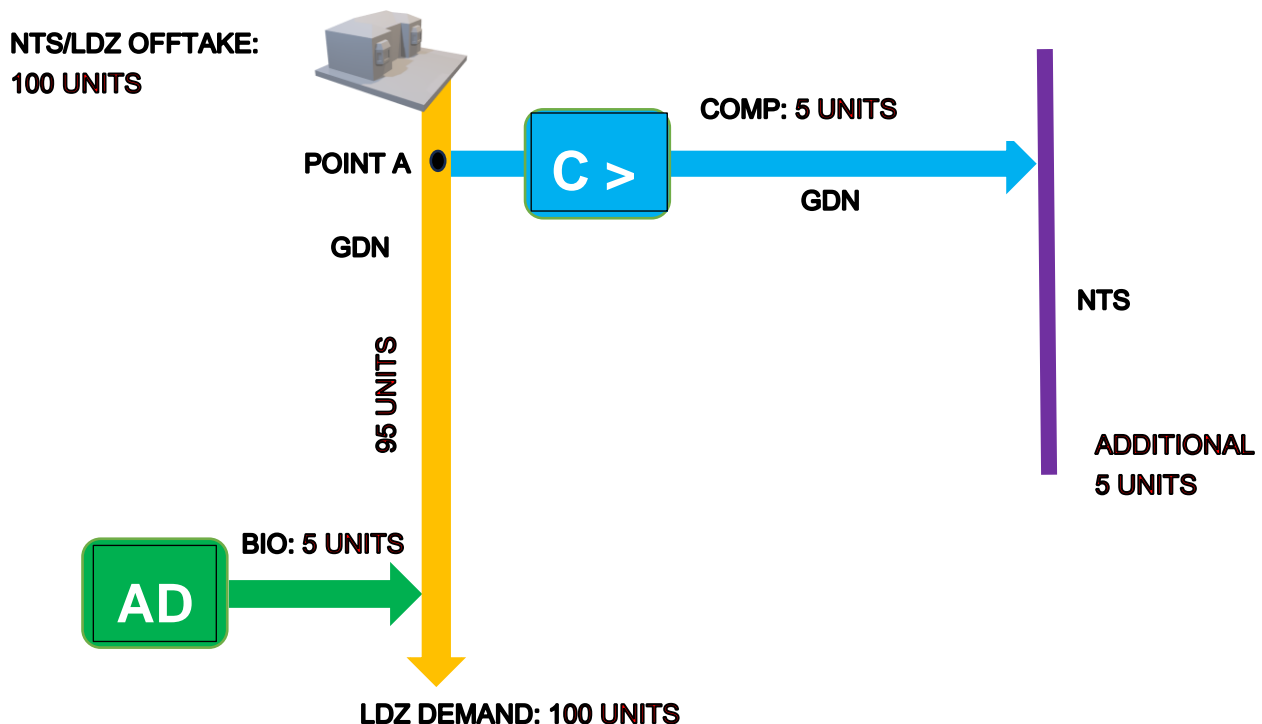 NTS/LDZ OFFTAKE:
100 UNITS
COMP: 5 UNITS
POINT A
C >
GDN
GDN
NTS
95 UNITS
ADDITIONAL
5 UNITS
BIO: 5 UNITS
AD
LDZ DEMAND: 100 UNITS